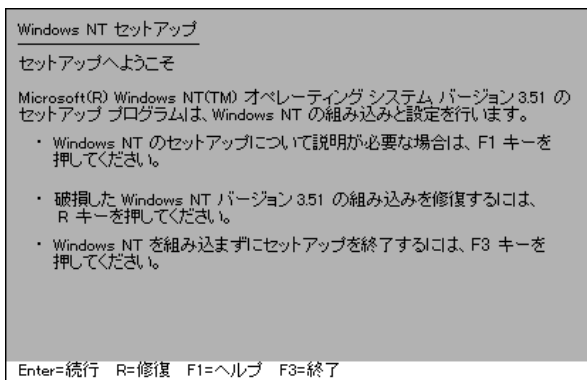 Windows NT セットアップ
セットアップへようこそ
Microsoft(R) Windows NT(TM) オペレーティング システム バージョン 3.51 の
セットアップ プログラムは、Windows NT の組み込みと設定を行います。
・ Windows NT のセットアップについて説明が必要な場合は、F1 キーを
押してください。
・ 破損した Windows NT バージョン 3.51 の組み込みを修復するには、
R キーを押してください。
・ Windows NT を組み込まずにセットアップを終了するには、F3 キーを
押してください。
Enter=続行 R=修復 F1=ヘルプ F3=終了